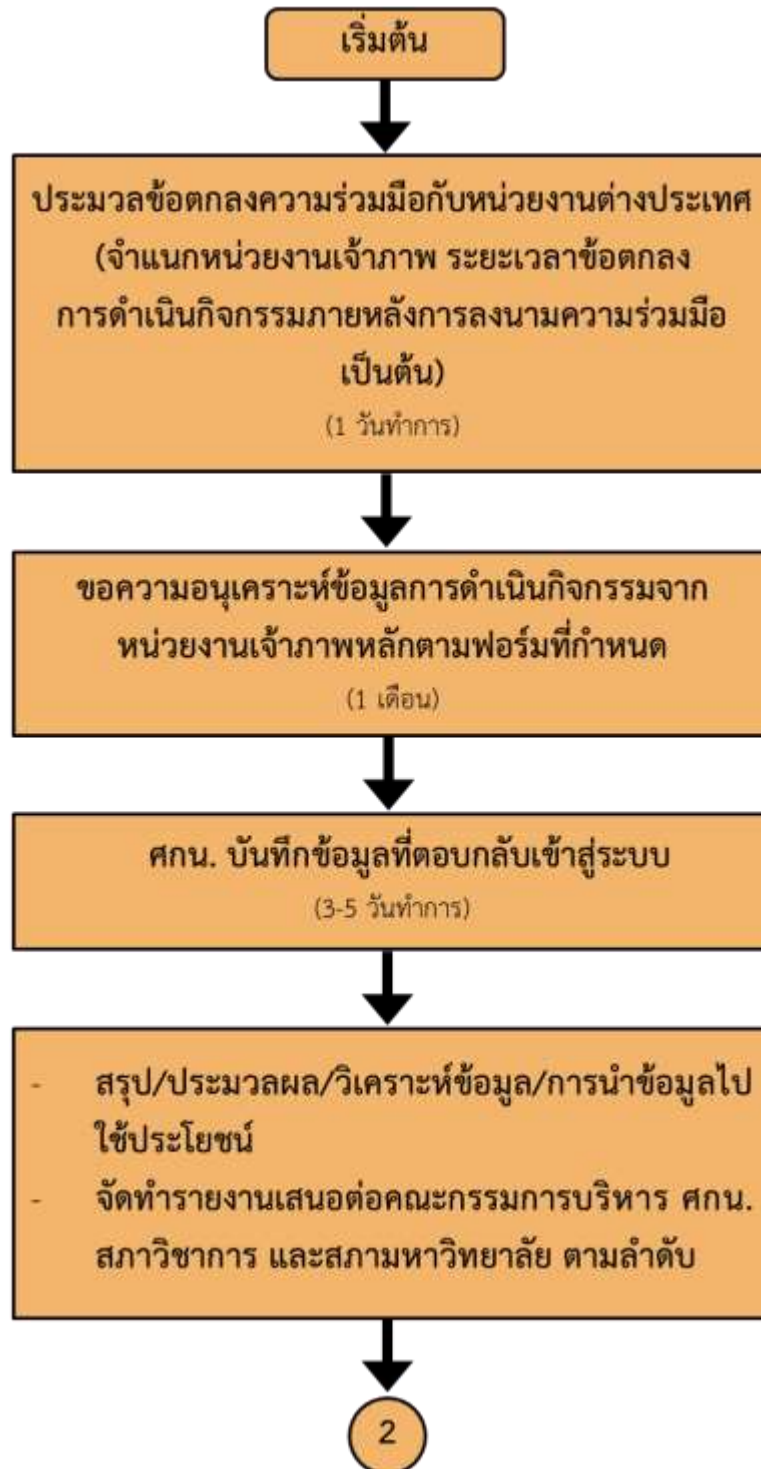 เริ่มต้น
ประมวลข้อตกลงความร่วมมือกับหน่วยงานต่างประเทศ
(จำแนกหน่วยงานเจ้าภาพ ระยะเวลาข้อตกลง
การดำเนินกิจกรรมภายหลังการลงนามความร่วมมือ
เป็นต้น)
(1 วันทำการ)
ขอความอนุเคราะห์ข้อมูลการดำเนินกิจกรรมจาก
หน่วยงานเจ้าภาพหลักตามฟอร์มที่กำหนด
(1 เดือน)
ศกน. บันทึกข้อมูลที่ตอบกลับเข้าสู่ระบบ
(3-5 วันทำการ)
- สรุป/ประมวลผล/วิเคราะห์ข้อมูล/การนำข้อมูลไป
ใช้ประโยชน์
- จัดทำรายงานเสนอต่อคณะกรรมการบริหาร ศกน.
สภาวิชาการ และสภามหาวิทยาลัย ตามลำดับ
2